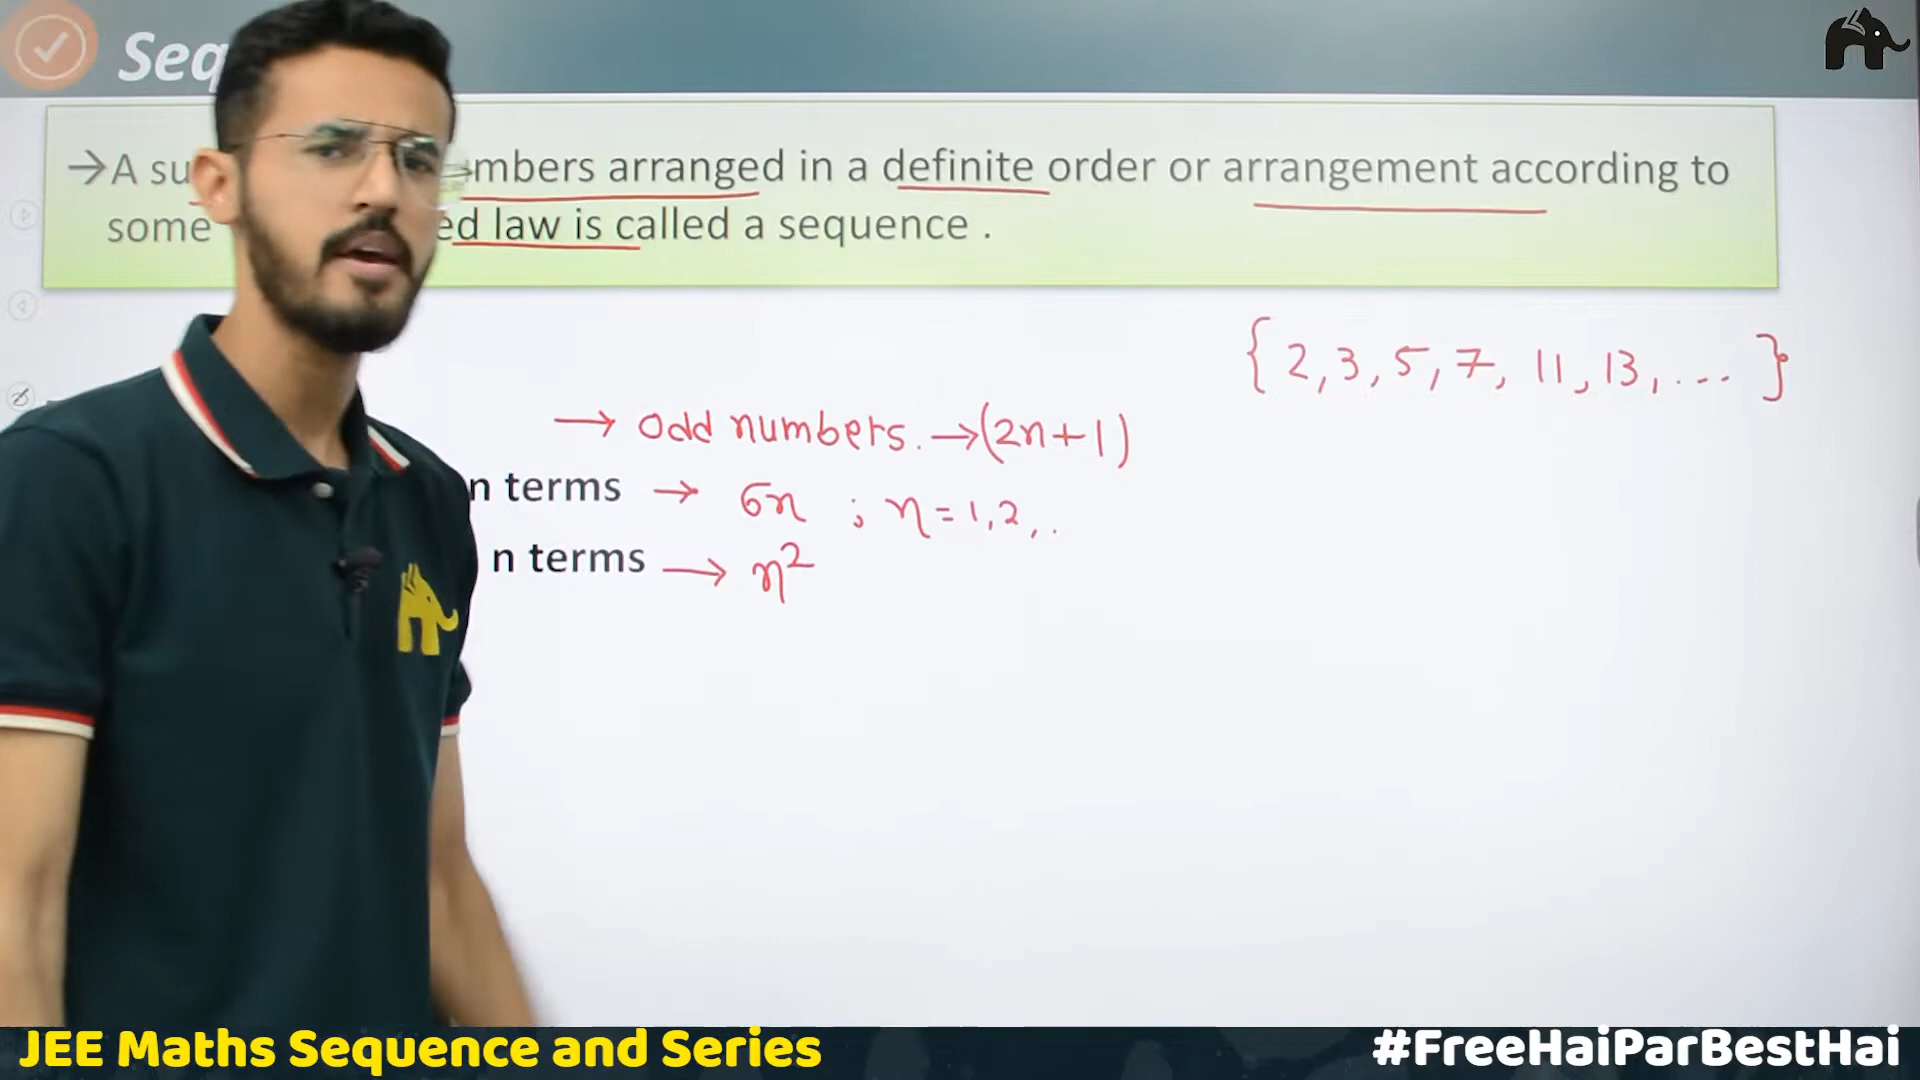 Seq
→A su mbers arranged in a definite order or arrangement according to
some ed law is called a sequence .
{ 2, 3, 5, 7, 11, 13, ... }
→ odd numbers. →(2n+1)
n terms → 6n ; n = 1, 2, .
n terms → n²
JEE Maths Sequence and Series
#FreeHaiParBestHai